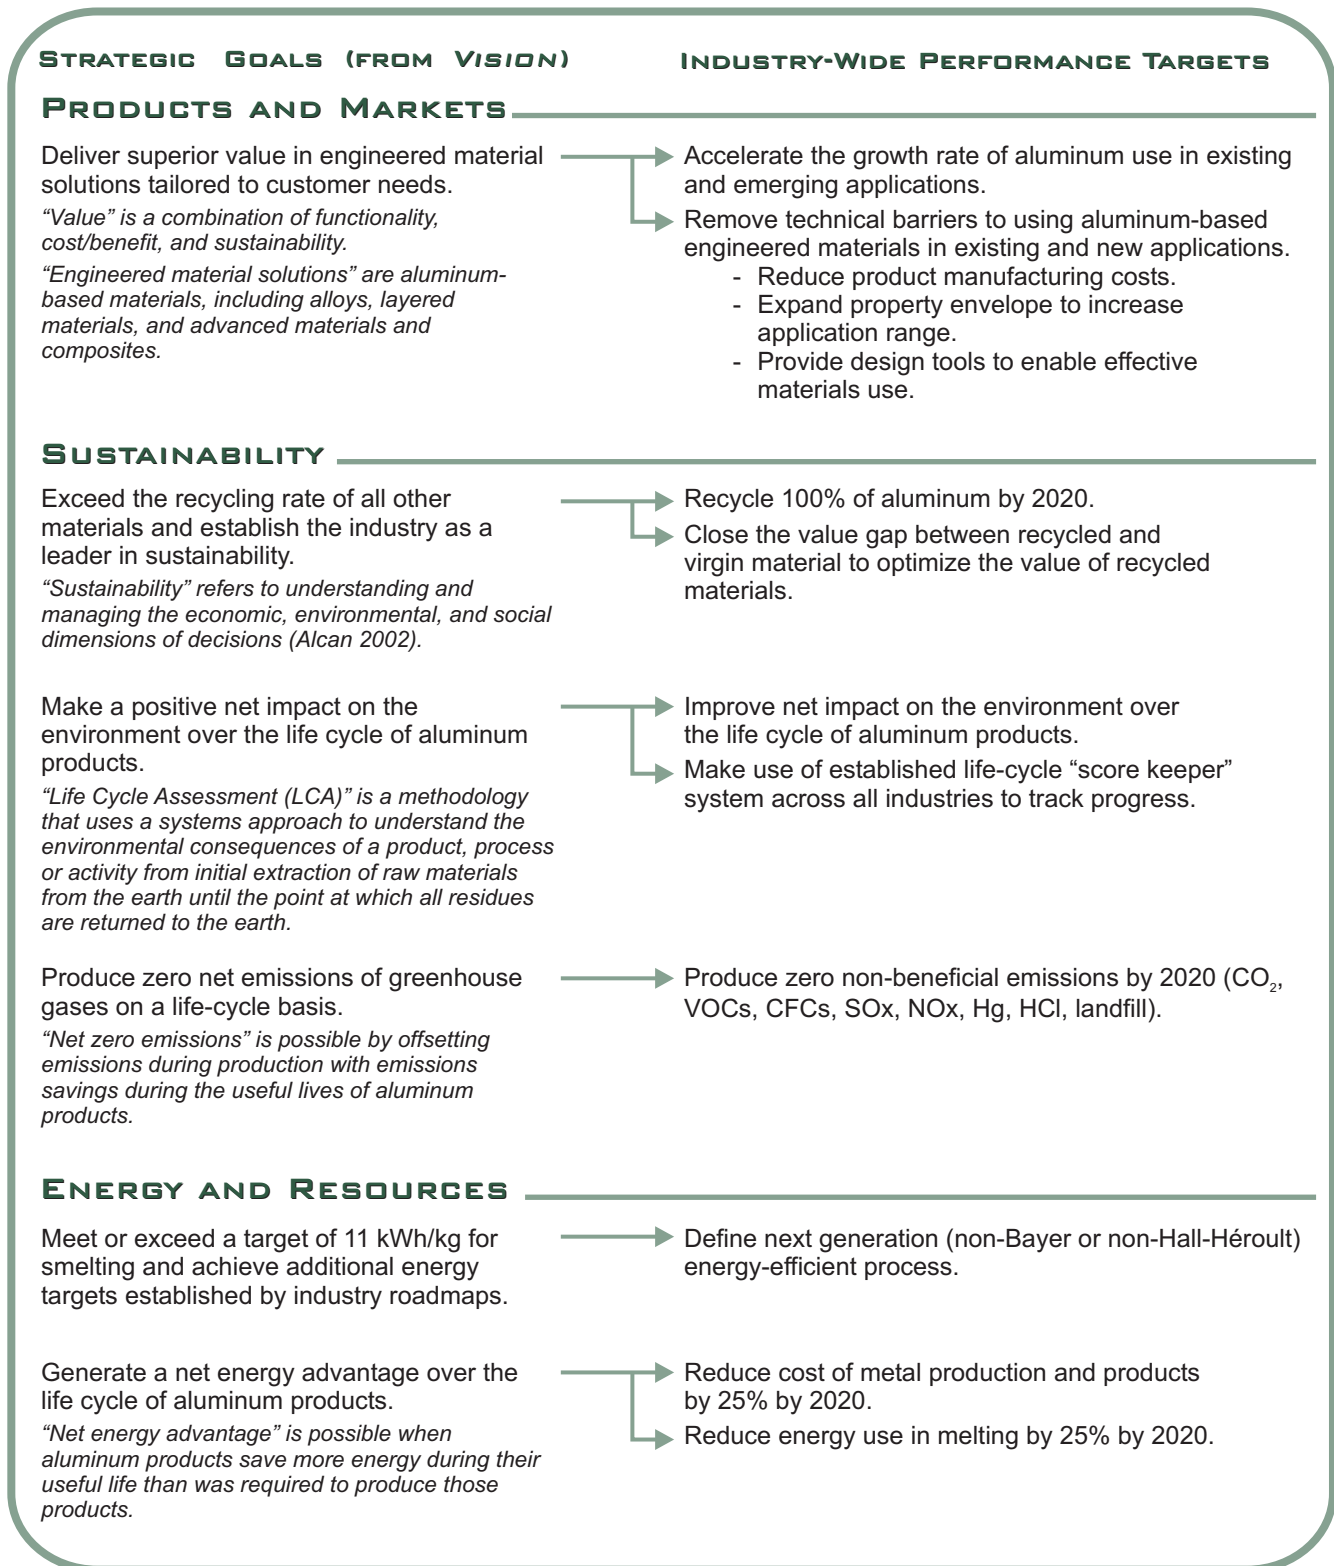 STRATEGIC GOALS (FROM VISION)
INDUSTRY-WIDE PERFORMANCE TARGETS
PRODUCTS AND MARKETS
Deliver superior value in engineered material
solutions tailored to customer needs.
“Value” is a combination of functionality,
cost/benefit, and sustainability.
“Engineered material solutions” are aluminum-
based materials, including alloys, layered
materials, and advanced materials and
composites.
Accelerate the growth rate of aluminum use in existing
and emerging applications.
Remove technical barriers to using aluminum-based
engineered materials in existing and new applications.
- Reduce product manufacturing costs.
- Expand property envelope to increase
application range.
- Provide design tools to enable effective
materials use.
SUSTAINABILITY
Exceed the recycling rate of all other
materials and establish the industry as a
leader in sustainability.
“Sustainability” refers to understanding and
managing the economic, environmental, and social
dimensions of decisions (Alcan 2002).
Recycle 100% of aluminum by 2020.
Close the value gap between recycled and
virgin material to optimize the value of recycled
materials.
Make a positive net impact on the
environment over the life cycle of aluminum
products.
“Life Cycle Assessment (LCA)” is a methodology
that uses a systems approach to understand the
environmental consequences of a product, process
or activity from initial extraction of raw materials
from the earth until the point at which all residues
are returned to the earth.
Improve net impact on the environment over
the life cycle of aluminum products.
Make use of established life-cycle “score keeper”
system across all industries to track progress.
Produce zero net emissions of greenhouse
gases on a life-cycle basis.
“Net zero emissions” is possible by offsetting
emissions during production with emissions
savings during the useful lives of aluminum
products.
Produce zero non-beneficial emissions by 2020 (CO₂,
VOCs, CFCs, SOx, NOx, Hg, HCl, landfill).
ENERGY AND RESOURCES
Meet or exceed a target of 11 kWh/kg for
smelting and achieve additional energy
targets established by industry roadmaps.
Define next generation (non-Bayer or non-Hall-Héroult)
energy-efficient process.
Generate a net energy advantage over the
life cycle of aluminum products.
“Net energy advantage” is possible when
aluminum products save more energy during their
useful life than was required to produce those
products.
Reduce cost of metal production and products
by 25% by 2020.
Reduce energy use in melting by 25% by 2020.